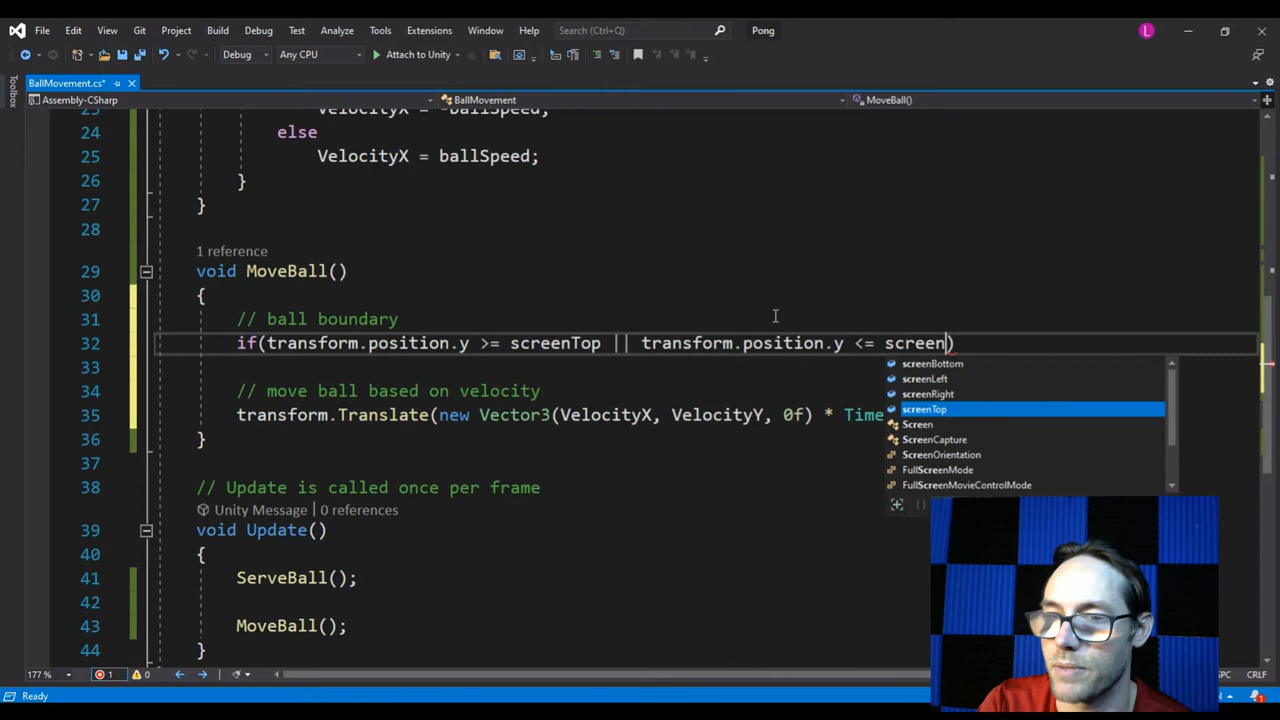 File Edit View Git Project Build Debug Test Analyze Tools Extensions Window Help Search (Ctrl+Q) Pong L
Debug Any CPU Attach to Unity
BallMovement.cs*
Toolbox
Assembly-CSharp BallMovement MoveBall()
23 VelocityX = -ballSpeed;
24 else
25 VelocityX = ballSpeed;
26 }
27 }
28
1 reference
29 void MoveBall()
30 {
31 // ball boundary
32 if(transform.position.y >= screenTop || transform.position.y <= screen)
33
screenBottom
screenLeft
screenRight
screenTop
Screen
ScreenCapture
ScreenOrientation
FullScreenMode
FullScreenMovieControlMode
34 // move ball based on velocity
35 transform.Translate(new Vector3(VelocityX, VelocityY, 0f) * Time
36 }
37
38 // Update is called once per frame
Unity Message | 0 references
39 void Update()
40 {
41 ServeBall();
42
43 MoveBall();
44 }
177 % 1 0 SPC CRLF
Ready 1